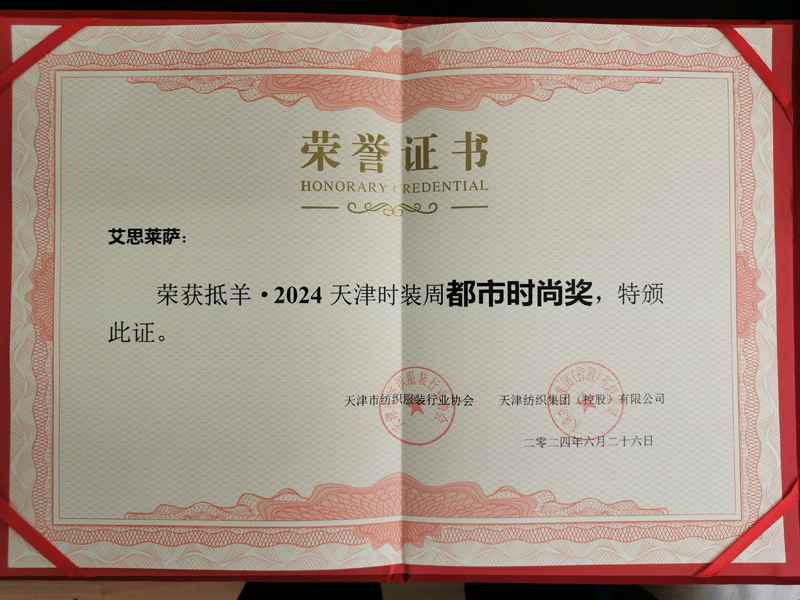 荣誉证书
HONORARY CREDENTIAL
艾思莱萨：
荣获抵羊·2024 天津时装周都市时尚奖，特颁
此证。
天津市纺织服装行业协会 天津纺织集团（控股）有限公司
二零二四年六月二十六日